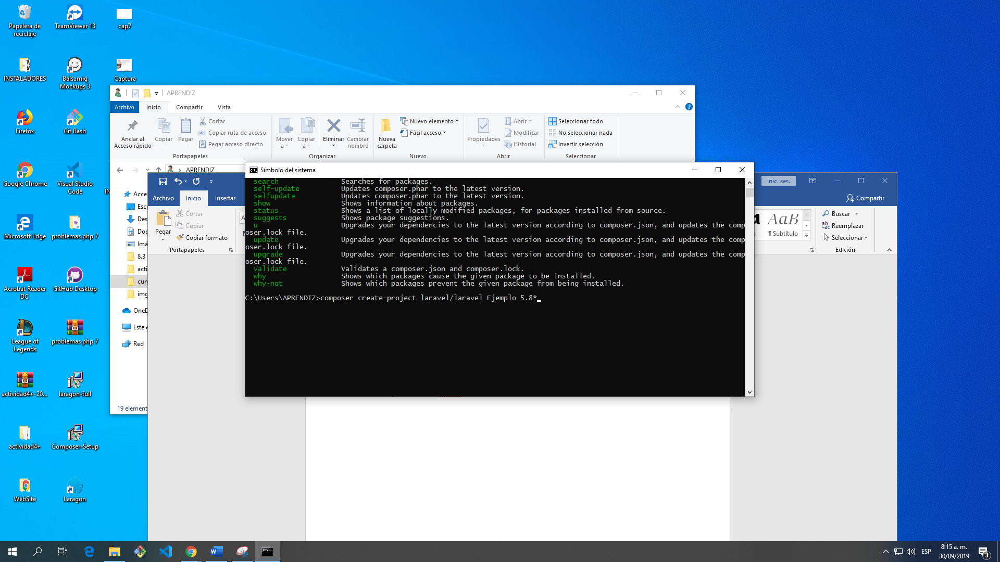 Papelera de reciclaje
TeamViewer 13
cap7
INSTALADORES
Balsamiq Mockups 3
Captura
Firefox
Git Bash
Google Chrome
Visual Studio Code
Microsoft Edge
problemas php 7
Acrobat Reader DC
GitHub Desktop
League of Legends
problemas php 7
actividad4+ -20...
laragon-full
actividad4+
Composer-Setup
WebSite
Laragon
APRENDIZ
Archivo Inicio Compartir Vista
Anclar al Acceso rápido
Copiar
Pegar
Cortar
Copiar ruta de acceso
Pegar acceso directo
Portapapeles
Mover a
Copiar a
Eliminar
Cambiar nombre
Organizar
Nueva carpeta
Nuevo elemento
Fácil acceso
Nuevo
Propiedades
Abrir
Modificar
Historial
Abrir
Seleccionar todo
No seleccionar nada
Invertir selección
Seleccionar
APRENDIZ
8.3
Red
19 element
Archivo Inicio Insertar
Inic. ses.
Compartir
Pegar
Cortar
Copiar
Copiar formato
Portapapeles
AaB
¶ Subtítulo
Buscar
Reemplazar
Seleccionar
Edición
Símbolo del sistema
search Searches for packages.
self-update Updates composer.phar to the latest version.
selfupdate Updates composer.phar to the latest version.
show Shows information about packages.
status Shows a list of locally modified packages, for packages installed from source.
suggests Shows package suggestions.
u Upgrades your dependencies to the latest version according to composer.json, and updates the comp
oser.lock file.
update Upgrades your dependencies to the latest version according to composer.json, and updates the comp
oser.lock file.
upgrade Upgrades your dependencies to the latest version according to composer.json, and updates the comp
oser.lock file.
validate Validates a composer.json and composer.lock.
why Shows which packages cause the given package to be installed.
why-not Shows which packages prevent the given package from being installed.
C:\Users\APRENDIZ>composer create-project laravel/laravel Ejemplo 5.8*
ESP
8:15 a. m.
30/09/2019
3